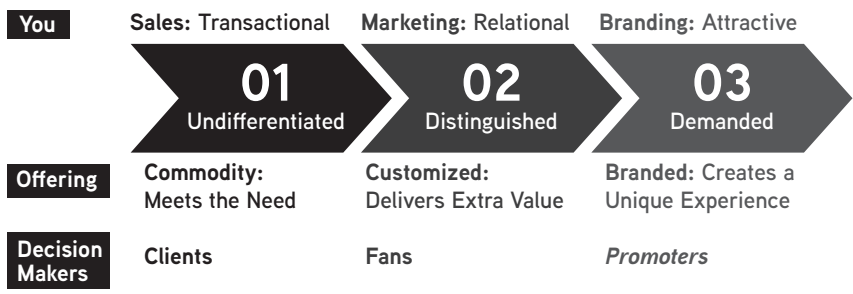 You
Sales: Transactional
Marketing: Relational
Branding: Attractive
01
Undifferentiated
02
Distinguished
03
Demanded
Offering
Commodity:
Meets the Need
Customized:
Delivers Extra Value
Branded: Creates a
Unique Experience
Decision
Makers
Clients
Fans
Promoters